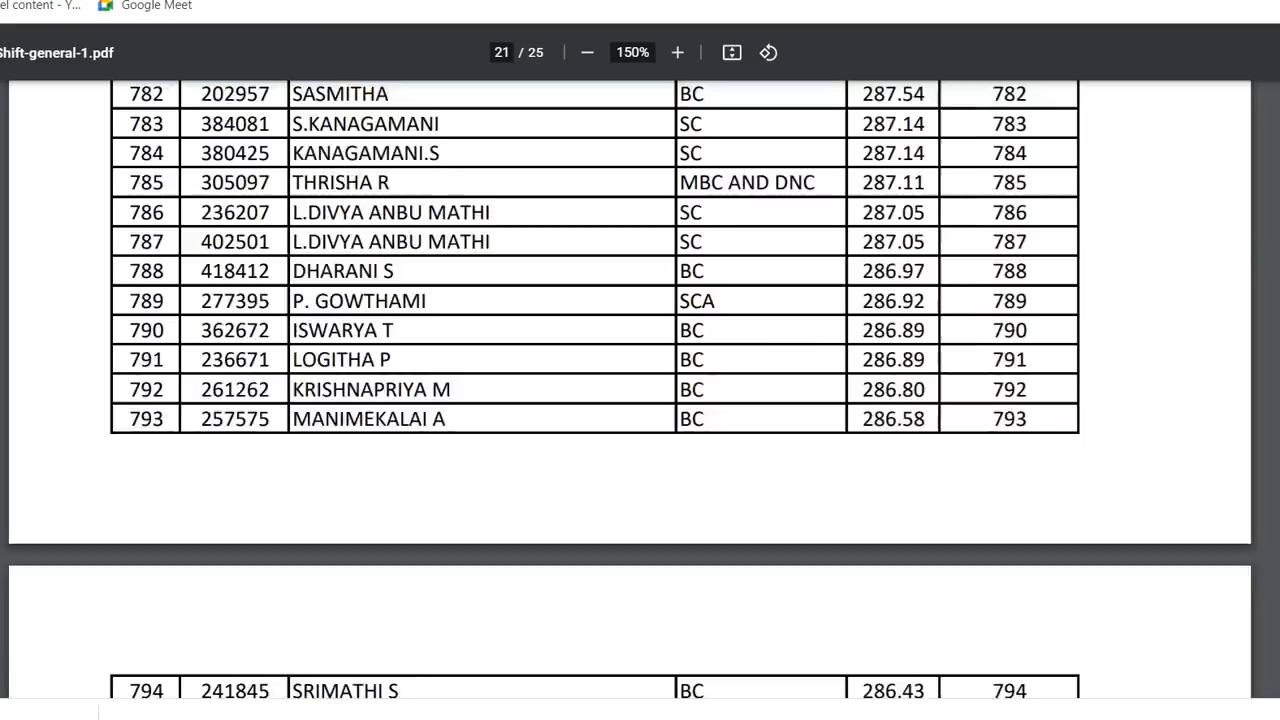 el content - Y... Google Meet
Shift-general-1.pdf 21 / 25 150%
782 202957 SASMITHA BC 287.54 782
783 384081 S.KANAGAMANI SC 287.14 783
784 380425 KANAGAMANI.S SC 287.14 784
785 305097 THRISHA R MBC AND DNC 287.11 785
786 236207 L.DIVYA ANBU MATHI SC 287.05 786
787 402501 L.DIVYA ANBU MATHI SC 287.05 787
788 418412 DHARANI S BC 286.97 788
789 277395 P. GOWTHAMI SCA 286.92 789
790 362672 ISWARYA T BC 286.89 790
791 236671 LOGITHA P BC 286.89 791
792 261262 KRISHNAPRIYA M BC 286.80 792
793 257575 MANIMEKALAI A BC 286.58 793
794 241845 SRIMATHI S BC 286.43 794